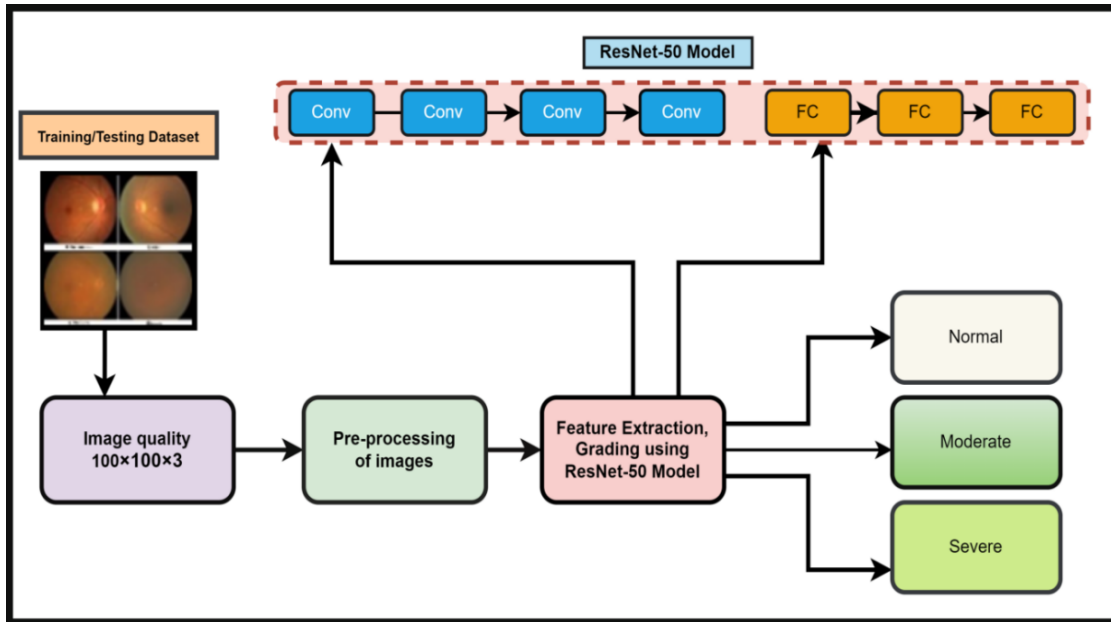 ResNet-50 Model
Conv
Conv
Conv
Conv
FC
FC
FC
Training/Testing Dataset
Image quality
100×100×3
Pre-processing
of images
Feature Extraction,
Grading using
ResNet-50 Model
Normal
Moderate
Severe